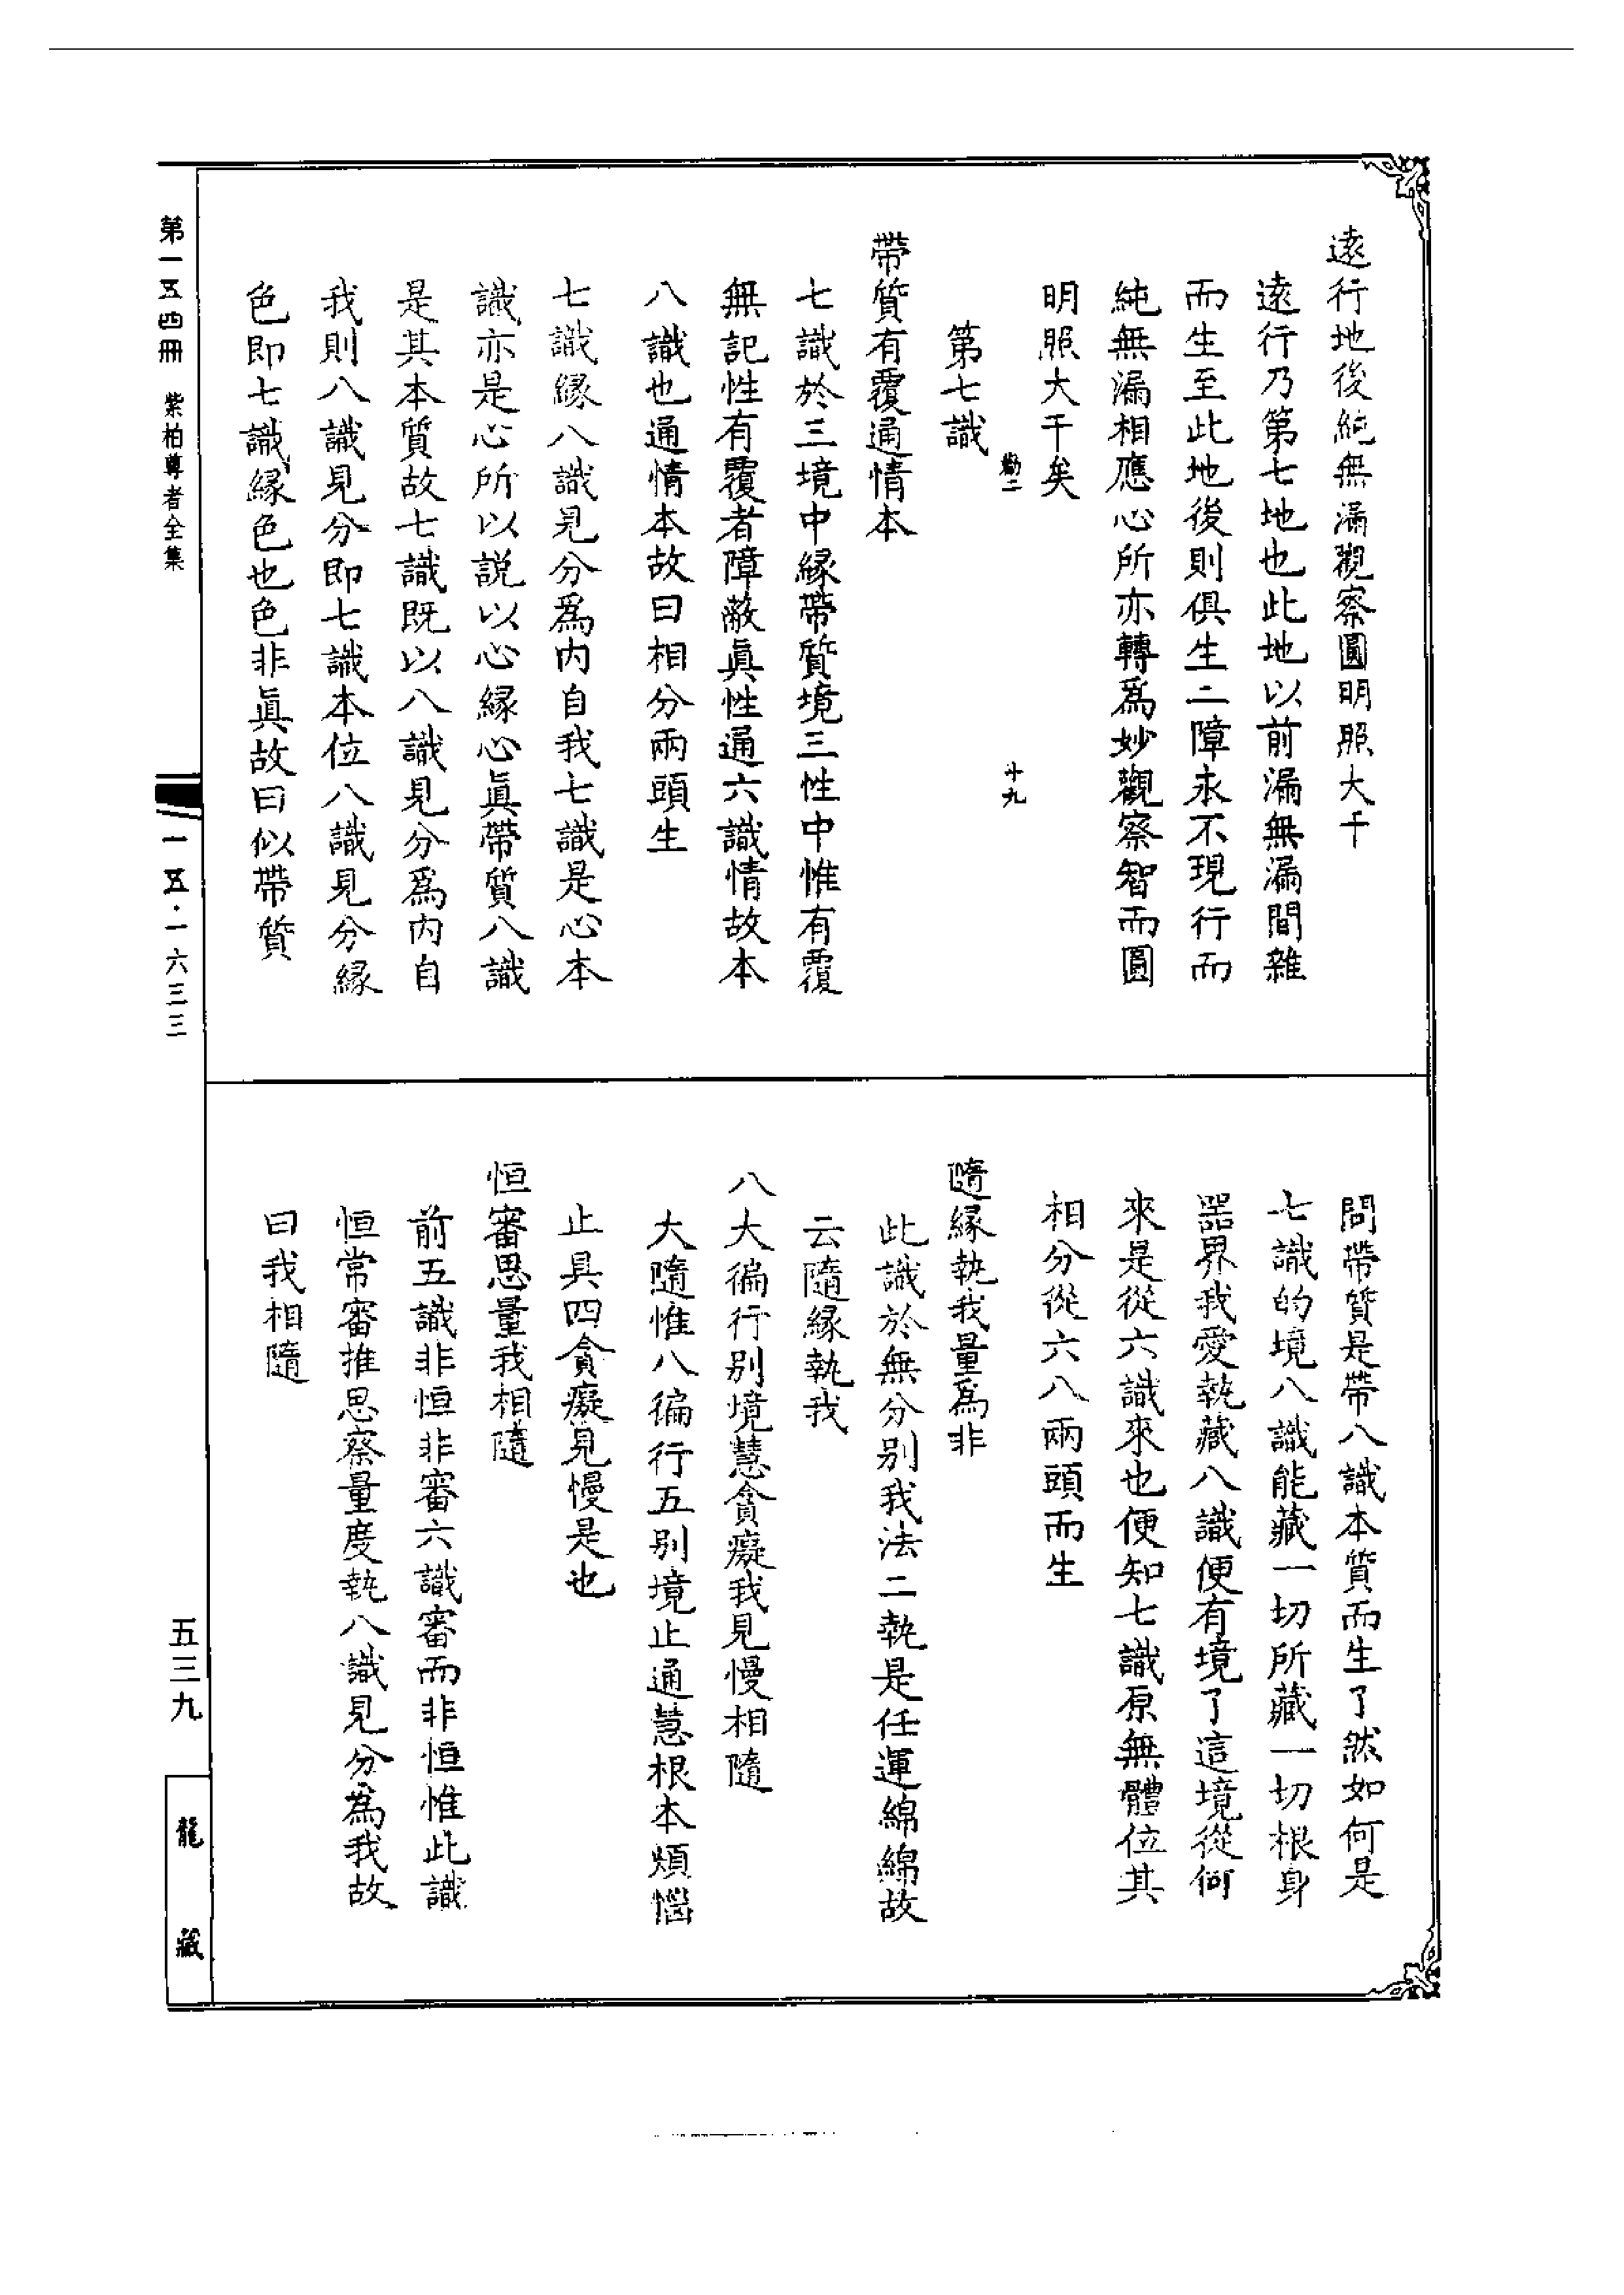 遠行地後純無漏觀察圓明照大千
遠行乃第七地也此地以前漏無漏間雜
而生至此地後則俱生二障永不現行而
純無漏相應心所亦轉爲妙觀察智而圓
明照大千矣
勸二 十九
第七識
帶質有覆通情本
七識於三境中緣帶質境三性中惟有覆
無記性有覆者障蔽眞性通六識情故本
八識也通情本故曰相分兩頭生
七識緣八識見分爲內自我七識是心本
識亦是心所以說以心緣心眞帶質八識
是其本質故七識既以八識見分爲內自
我則八識見分即七識本位八識見分緣
色即七識緣色也色非眞故曰似帶質
問帶質是帶八識本質而生了然如何是
七識的境八識能藏一切所藏一切根身
器界我愛執藏八識便有境了這境從何
來是從六識來也便知七識原無體位其
相分從六八兩頭而生
隨緣執我量爲非
此識於無分别我法二執是任運綿綿故
云隨緣執我
八大徧行别境慧貪癡我見慢相隨
大隨惟八徧行五别境止通慧根本煩惱
止具四貪癡見慢是也
恒審思量我相隨
前五識非恒非審六識審而非恒惟此識
恒常審推思察量度執八識見分爲我故
曰我相隨
第一五四冊 紫柏尊者全集
一五·一六三三
五三九
龍藏